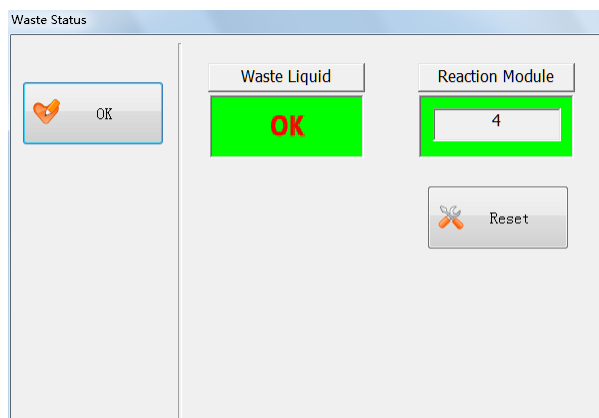 Waste Status
OK
Waste Liquid
OK
Reaction Module
4
Reset